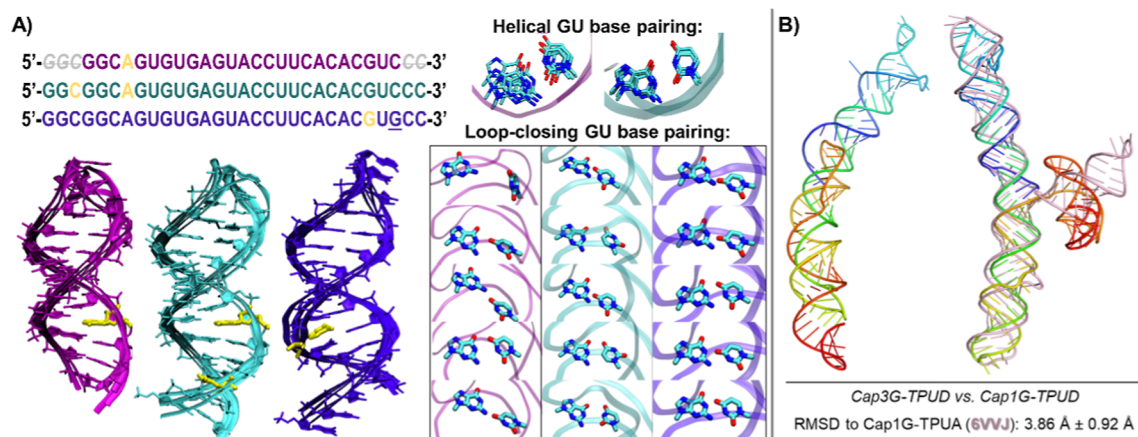 A)
5'-GGCGGCAGUGUGAGUACCUUCACACGUCCC-3'
5'-GGCGGCAGUGUGAGUACCUUCACACGUCCC-3'
5'-GGCGGCAGUGUGAGUACCUUCACACGUGCC-3'
Helical GU base pairing:
Loop-closing GU base pairing:
B)
Cap3G-TPUD vs. Cap1G-TPUD
RMSD to Cap1G-TPUA (6VVJ): 3.86 Å ± 0.92 Å